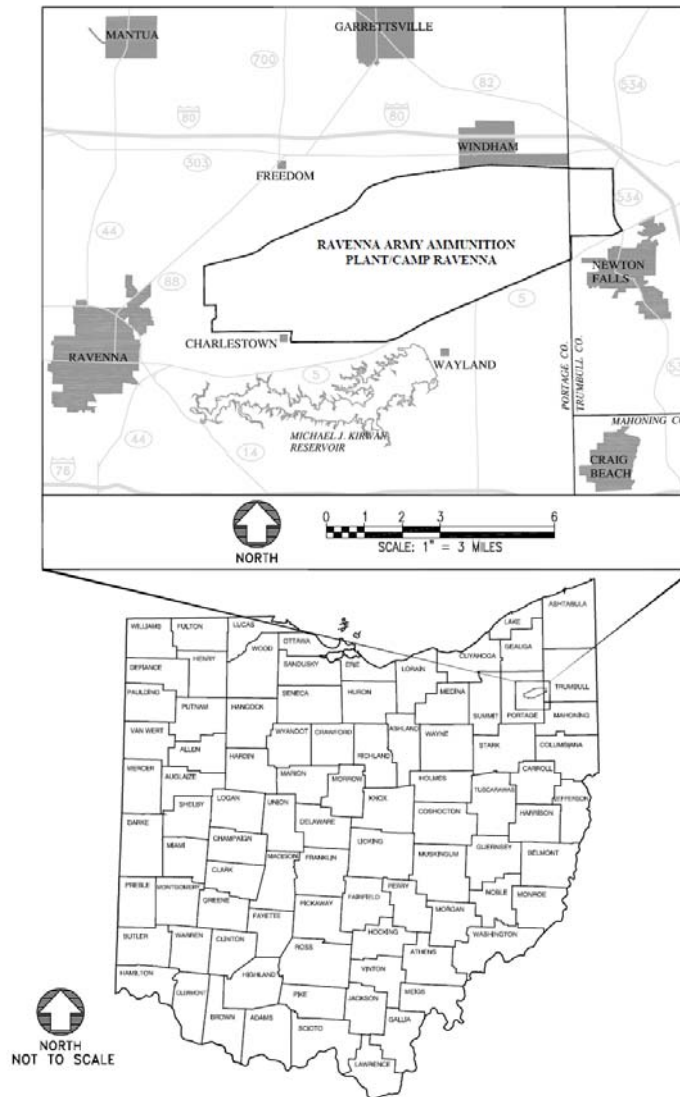 MANTUA
GARRETTSVILLE
700
82
534
80
80
WINDHAM
303
FREEDOM
534
44
RAVENNA ARMY AMMUNITION
PLANT/CAMP RAVENNA
NEWTON
FALLS
88
5
CHARLESTOWN
RAVENNA
WAYLAND
5
PORTAGE CO.
TRUMBULL CO.
MICHAEL J. KIRWAN
RESERVOIR
MAHONING CO
44
14
76
CRAIG
BEACH
NORTH
0 1 2 3 6
SCALE: 1" = 3 MILES
ASHTABULA
LAKE
GEAUGA
CUYAHOGA
WILLIAMS
FULTON
LUCAS
WOOD
OTTAWA
SANDUSKY
ERIE
LORAIN
HENRY
DEFIANCE
TRUMBULL
PAULDING
SENECA
HURON
MEDINA
SUMMIT
PORTAGE
MAHONING
PUTNAM
HANCOCK
VAN WERT
WYANDOT
CRAWFORD
ASHLAND
WAYNE
STARK
COLUMBIANA
ALLEN
HARDIN
RICHLAND
CARROLL
MERCER
AUGLAIZE
MARION
MORROW
HOLMES
TUSCARAWAS
JEFFERSON
LOGAN
UNION
KNOX
SHELBY
COSHOCTON
HARRISON
DARKE
DELAWARE
CHAMPAIGN
MIAMI
LICKING
GUERNSEY
BELMONT
MADISON
FRANKLIN
MUSKINGUM
CLARK
PREBLE
MONTGOMERY
FAIRFIELD
PERRY
NOBLE
MONROE
GREENE
PICKAWAY
MORGAN
FAYETTE
BUTLER
WARREN
CLINTON
HOCKING
WASHINGTON
ROSS
ATHENS
HAMILTON
HIGHLAND
VINTON
CLERMONT
PIKE
JACKSON
MEIGS
BROWN
ADAMS
SCIOTO
GALLIA
LAWRENCE
NORTH
NOT TO SCALE